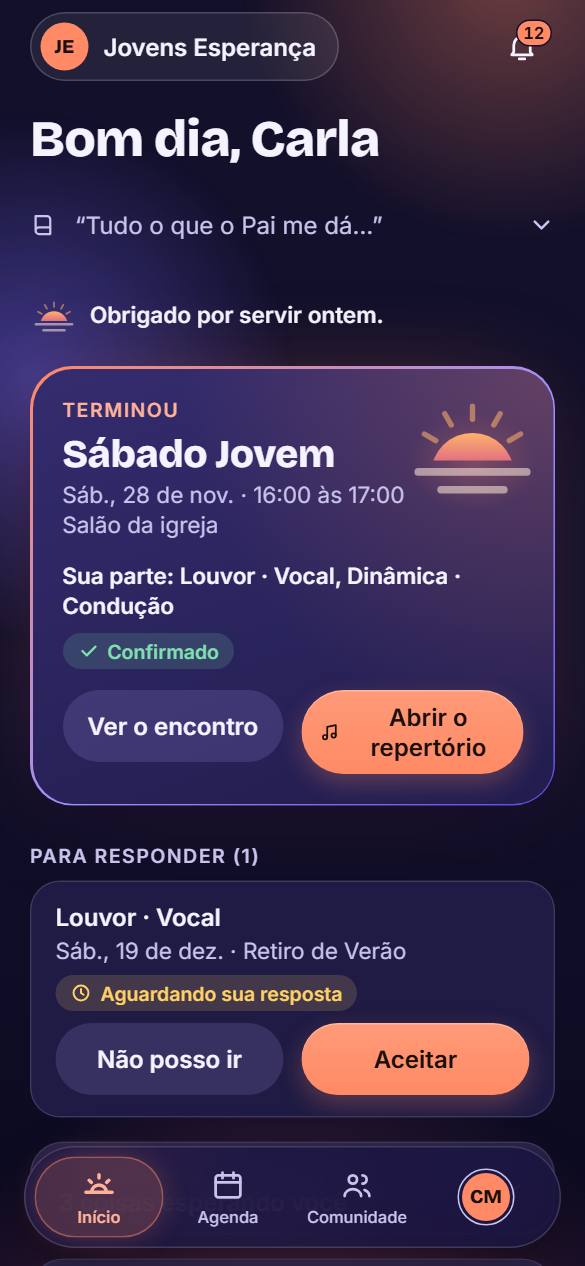 JE Jovens Esperança
12
Bom dia, Carla
“Tudo o que o Pai me dá…”
Obrigado por servir ontem.
TERMINOU
Sábado Jovem
Sáb., 28 de nov. · 16:00 às 17:00
Salão da igreja
Sua parte: Louvor · Vocal, Dinâmica ·
Condução
Confirmado
Ver o encontro
Abrir o
repertório
PARA RESPONDER (1)
Louvor · Vocal
Sáb., 19 de dez. · Retiro de Verão
Aguardando sua resposta
Não posso ir
Aceitar
Início
Agenda
Comunidade
CM